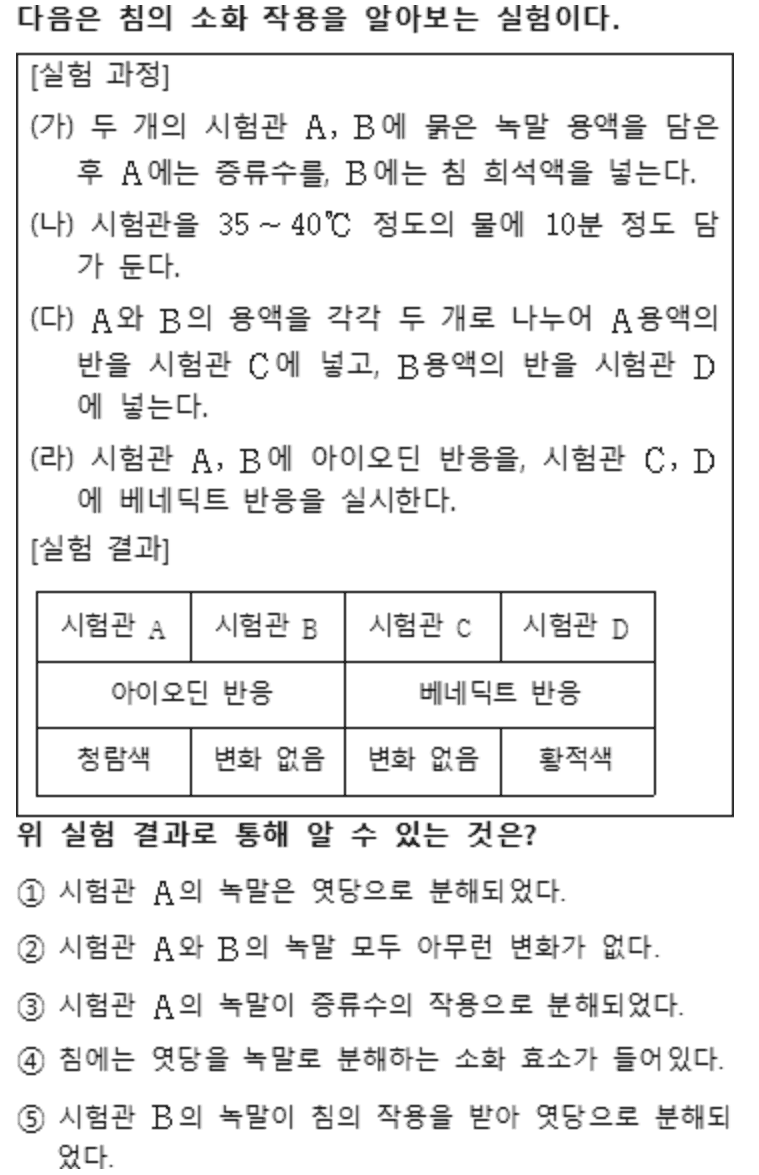 다음은 침의 소화 작용을 알아보는 실험이다.
[실험 과정]
(가) 두 개의 시험관 A, B에 묽은 녹말 용액을 담은
후 A에는 증류수를, B에는 침 희석액을 넣는다.
(나) 시험관을 35 ~ 40℃ 정도의 물에 10분 정도 담
가 둔다.
(다) A와 B의 용액을 각각 두 개로 나누어 A용액의
반을 시험관 C에 넣고, B용액의 반을 시험관 D
에 넣는다.
(라) 시험관 A, B에 아이오딘 반응을, 시험관 C, D
에 베네딕트 반응을 실시한다.
[실험 결과]
시험관 A 시험관 B 시험관 C 시험관 D
아이오딘 반응 베네딕트 반응
청람색 변화 없음 변화 없음 황적색
위 실험 결과로 통해 알 수 있는 것은?
① 시험관 A의 녹말은 엿당으로 분해되었다.
② 시험관 A와 B의 녹말 모두 아무런 변화가 없다.
③ 시험관 A의 녹말이 증류수의 작용으로 분해되었다.
④ 침에는 엿당을 녹말로 분해하는 소화 효소가 들어있다.
⑤ 시험관 B의 녹말이 침의 작용을 받아 엿당으로 분해되
었다.